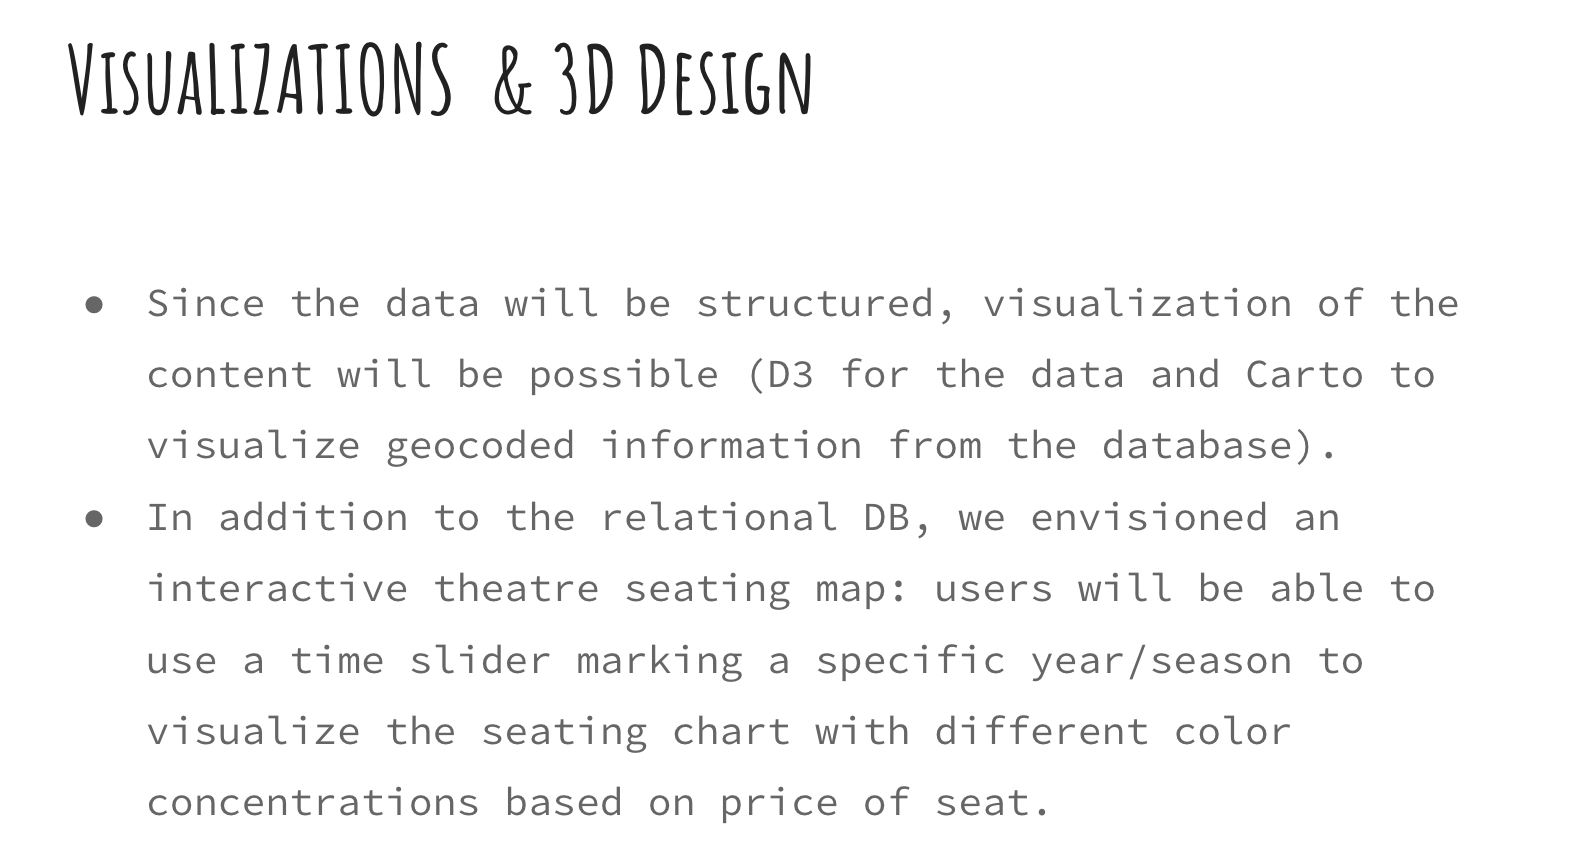 VisuaLIZATIONS & 3D Design
● Since the data will be structured, visualization of the
content will be possible (D3 for the data and Carto to
visualize geocoded information from the database).
● In addition to the relational DB, we envisioned an
interactive theatre seating map: users will be able to
use a time slider marking a specific year/season to
visualize the seating chart with different color
concentrations based on price of seat.